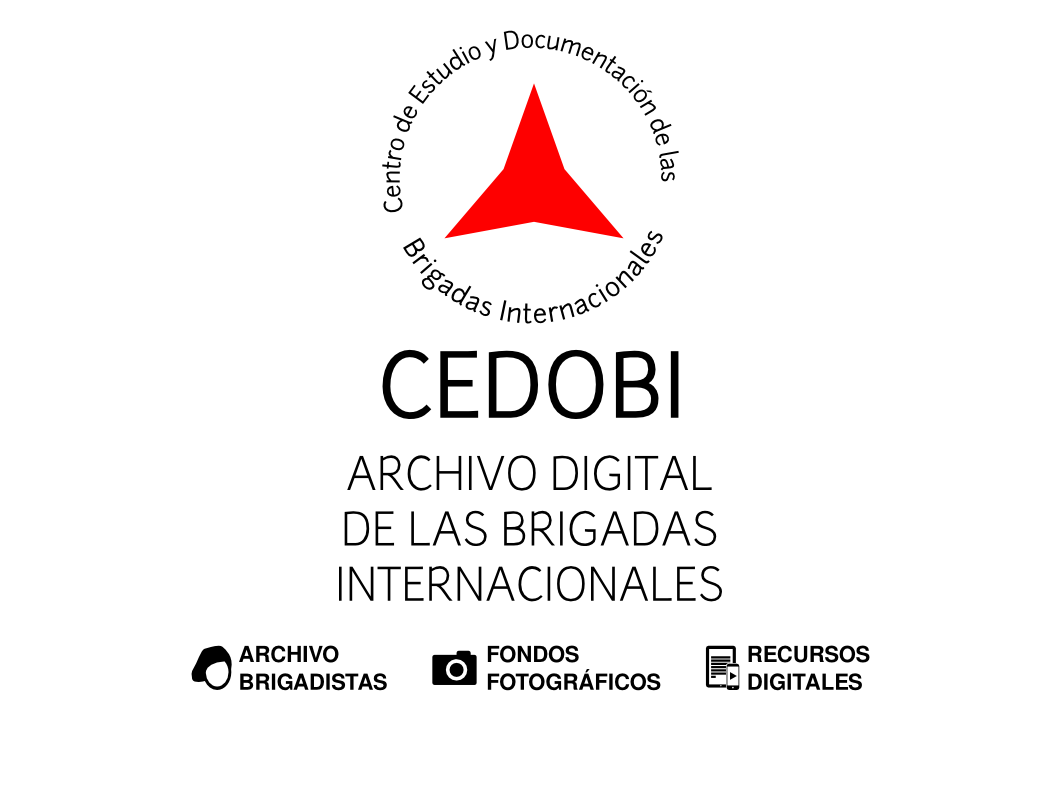 Centro de Estudio y Documentación de las
Brigadas Internacionales
CEDOBI
ARCHIVO DIGITAL
DE LAS BRIGADAS
INTERNACIONALES
ARCHIVO
BRIGADISTAS
FONDOS
FOTOGRÁFICOS
RECURSOS
DIGITALES